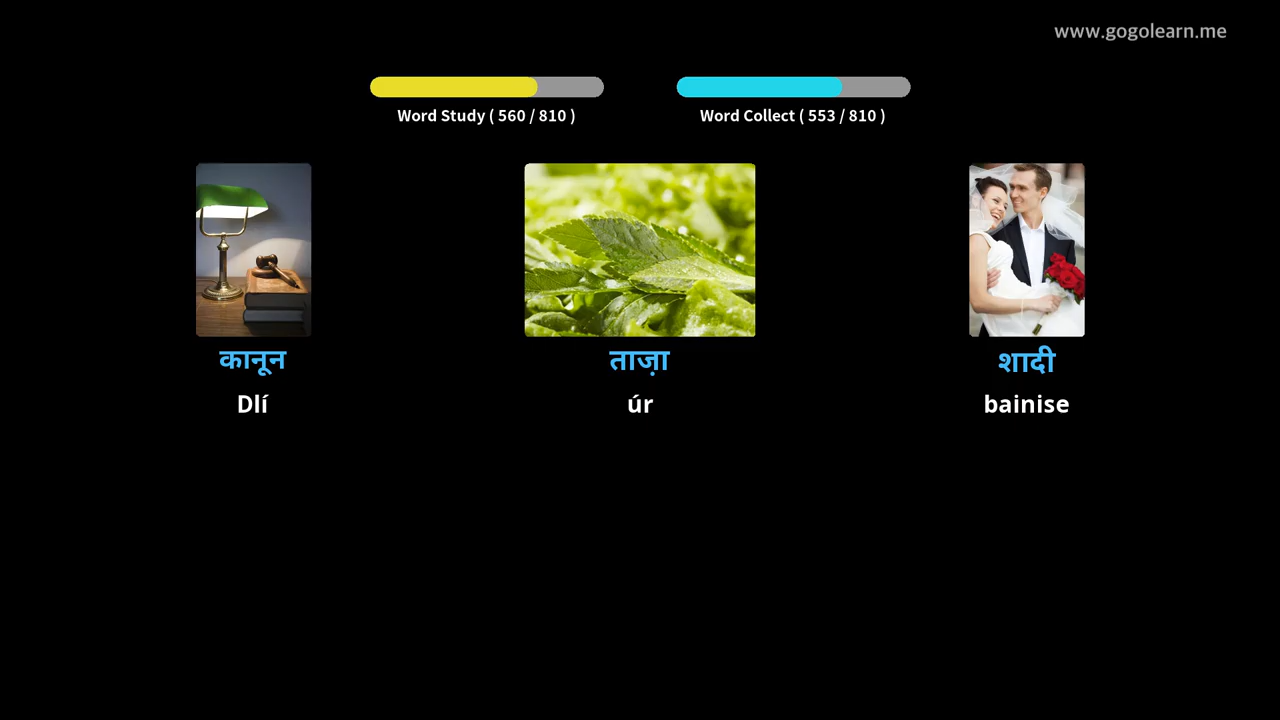 www.gogolearn.me
Word Study ( 560 / 810 )
Word Collect ( 553 / 810 )
कानून
ताज़ा
शादी
Dlí
úr
bainise